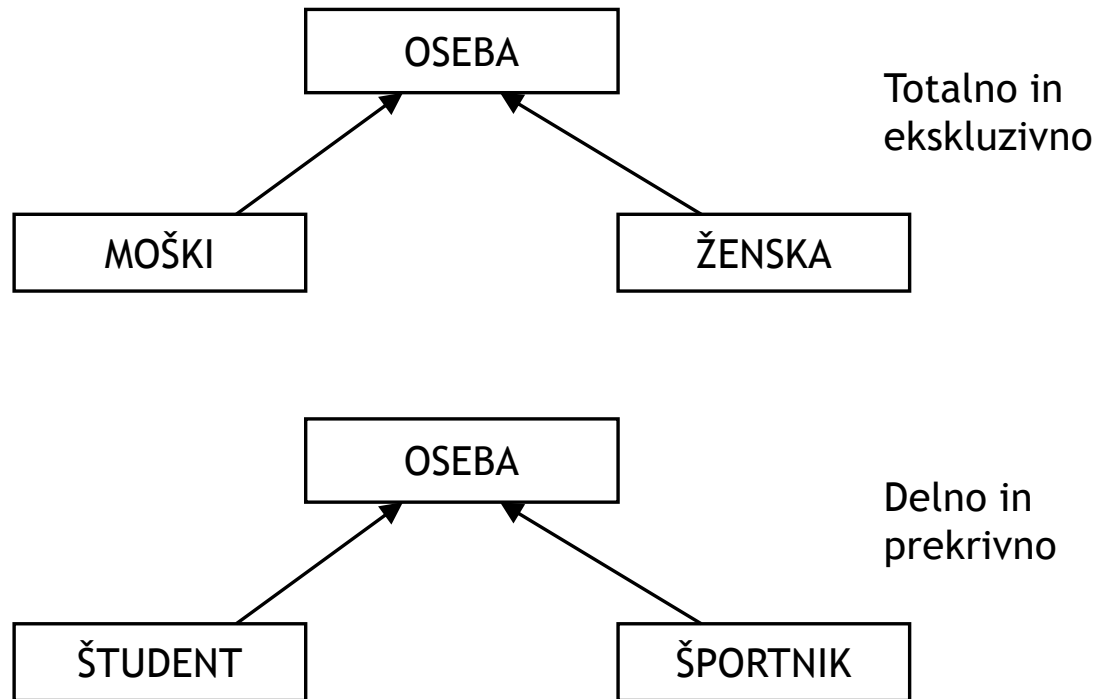 OSEBA
Totalno in
ekskluzivno
MOŠKI
ŽENSKA
OSEBA
Delno in
prekrivno
ŠTUDENT
ŠPORTNIK